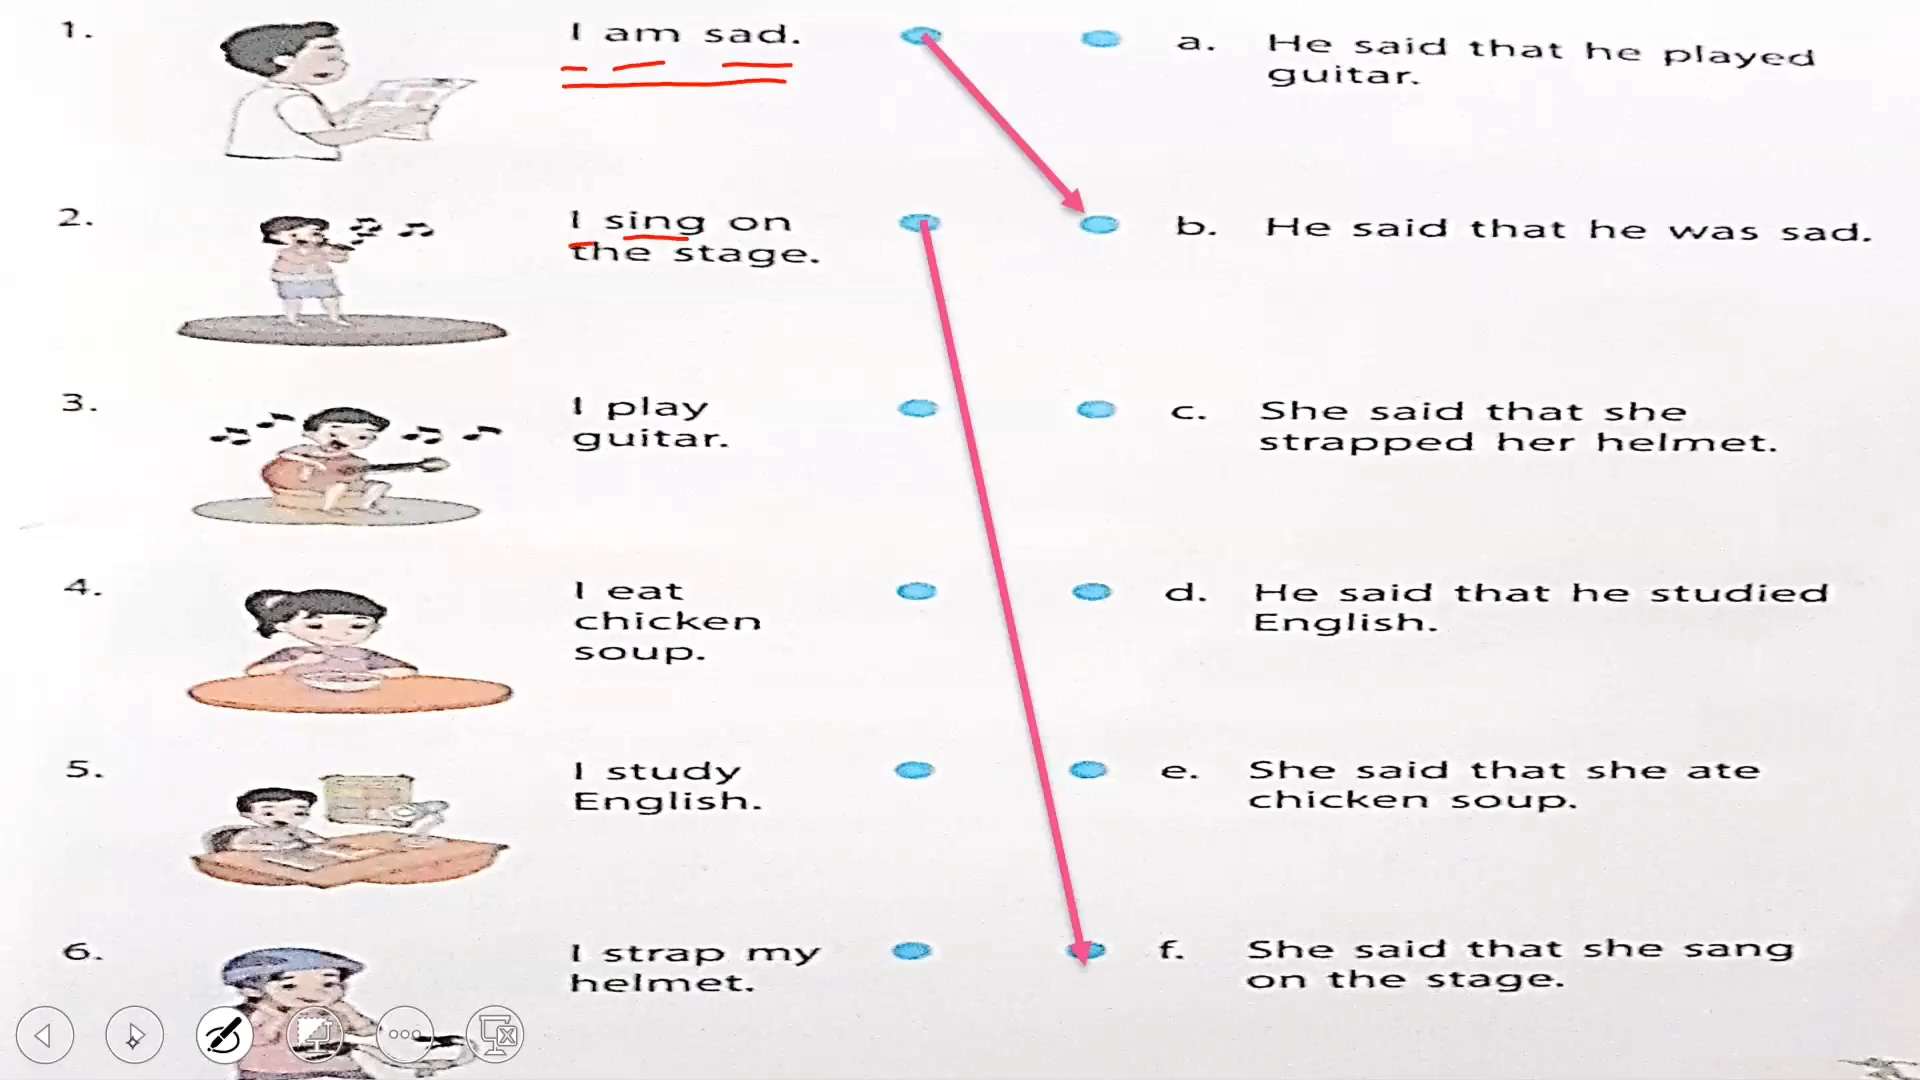 1. I am sad. a. He said that he played
guitar.
2. I sing on b. He said that he was sad.
the stage.
3. I play c. She said that she
guitar. strapped her helmet.
4. I eat d. He said that he studied
chicken English.
soup.
5. I study e. She said that she ate
English. chicken soup.
6. I strap my f. She said that she sang
helmet. on the stage.